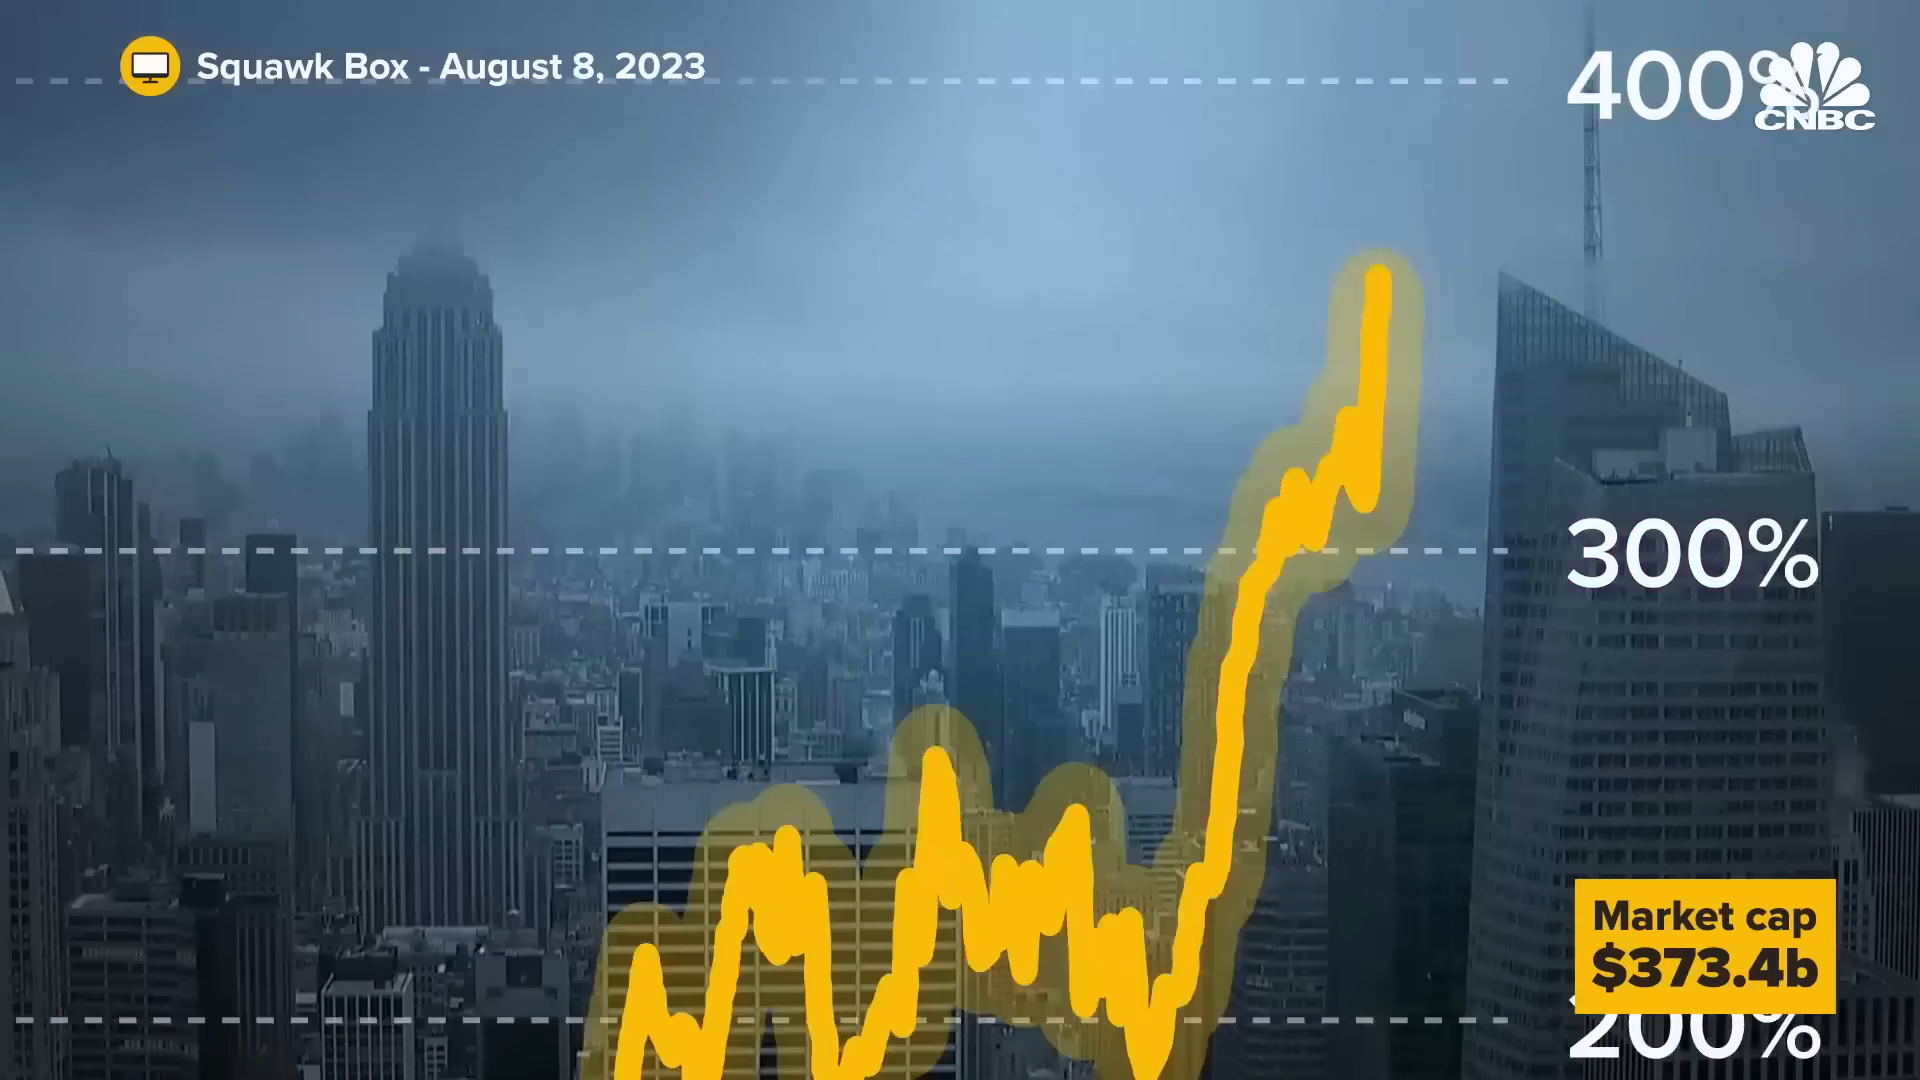 Squawk Box - August 8, 2023
400%
CNBC
300%
Market cap
$373.4b
200%